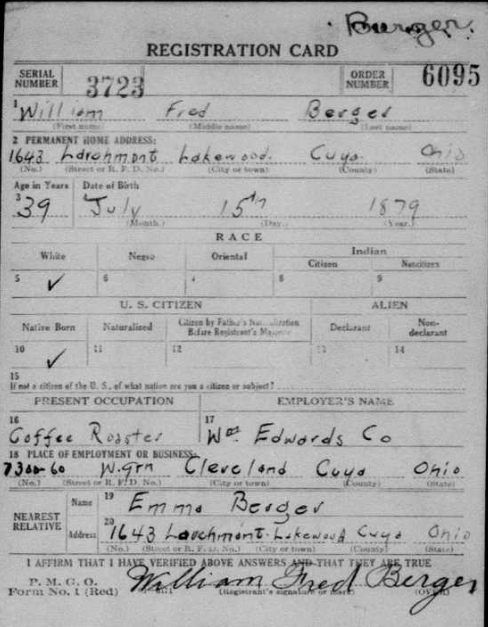 Burger.
REGISTRATION CARD
SERIAL NUMBER 3723 ORDER NUMBER 6095
1 William Fred Berger
(First name) (Middle name) (Last name)
2 PERMANENT HOME ADDRESS:
1643 Larchmont Lakewood. Cuya. Ohio
(No.) (Street or R. F. D. No.) (City or town) (County) (State)
Age in Years Date of Birth
3 39 4 July 15th 1879
(Month.) (Day.) (Year.)
RACE
White Negro Oriental Indian
Citizen Noncitizen
5 ✓ 6 7 8 9
U. S. CITIZEN ALIEN
Native Born Naturalized Citizen by Father's Naturalization Before Registrant's Majority Declarant Non-declarant
10 ✓ 11 12 13 14
15
If not a citizen of the U. S., of what nation are you a citizen or subject?
PRESENT OCCUPATION EMPLOYER'S NAME
16 Coffee Roaster 17 Wm Edwards Co
18 PLACE OF EMPLOYMENT OR BUSINESS:
W. Cleveland Cuya Ohio
(No.) (Street or R. F. D. No.) (City or town) (County) (State)
NEAREST RELATIVE Name 19 Emma Berger
Address 20 1643 Larchmont. Lakewood Cuya Ohio
(No.) (Street or R. F. D. No.) (City or town) (County) (State)
I AFFIRM THAT I HAVE VERIFIED ABOVE ANSWERS AND THAT THEY ARE TRUE
P. M. G. O.
Form No. 1 (Red) William Fred Berger
(Registrant's signature or mark) (OVER)